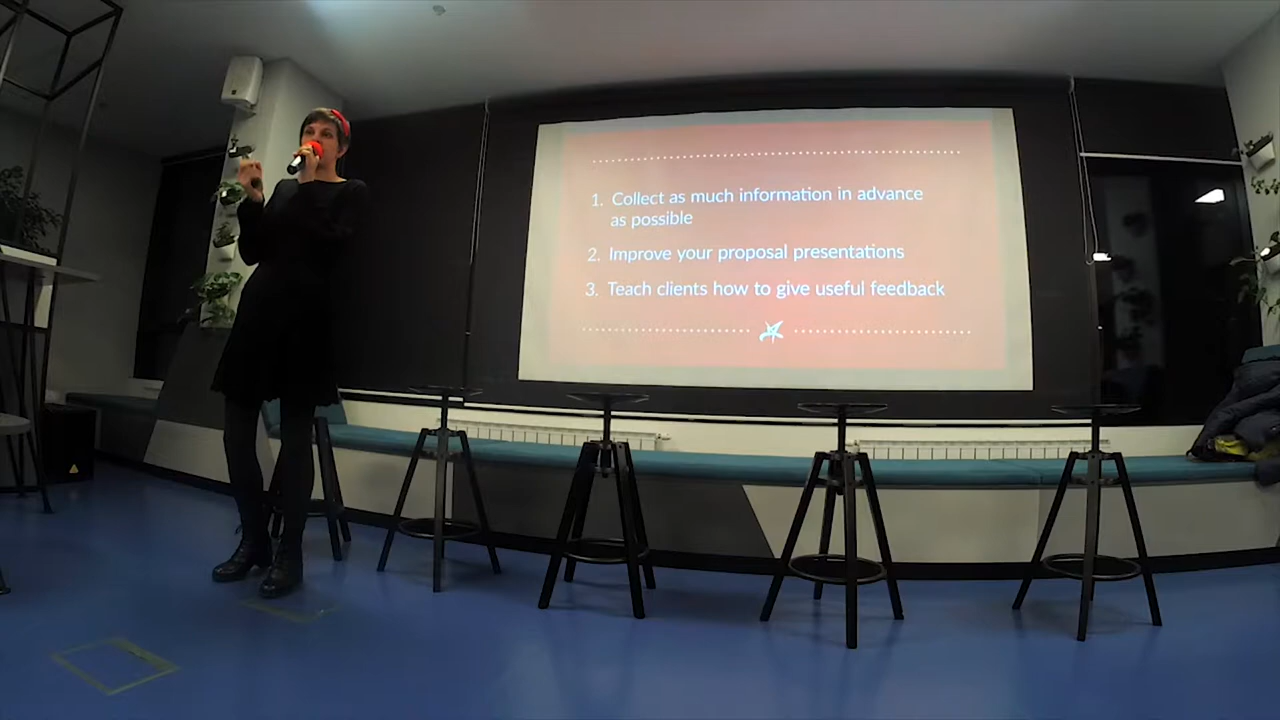 1. Collect as much information in advance
as possible
2. Improve your proposal presentations
3. Teach clients how to give useful feedback